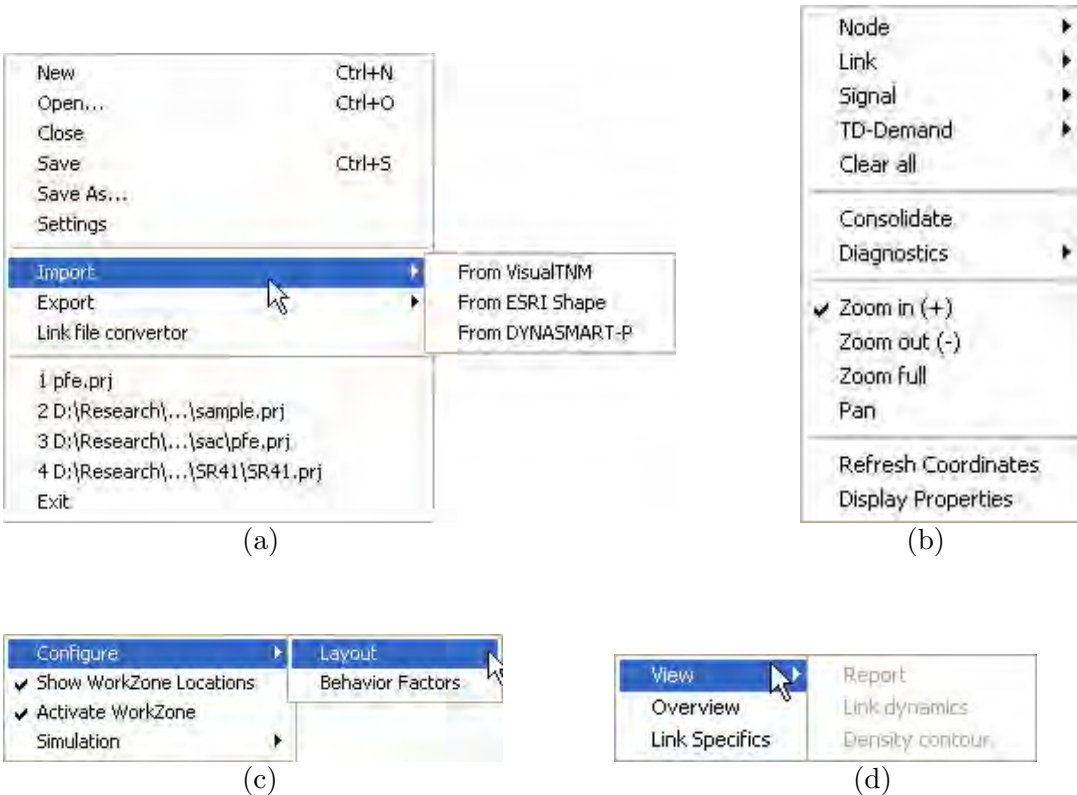 New Ctrl+N
Open... Ctrl+O
Close
Save Ctrl+S
Save As...
Settings
Import
Export
Link file convertor
From VisualTNM
From ESRI Shape
From DYNASMART-P
1 pfe.prj
2 D:\Research\...\sample.prj
3 D:\Research\...\sac\pfe.prj
4 D:\Research\...\SR41\SR41.prj
Exit
(a)
Node
Link
Signal
TD-Demand
Clear all
Consolidate
Diagnostics
Zoom in (+)
Zoom out (-)
Zoom full
Pan
Refresh Coordinates
Display Properties
(b)
Configure
Show WorkZone Locations
Activate WorkZone
Simulation
Layout
Behavior Factors
(c)
View
Overview
Link Specifics
Report
Link dynamics
Density contour
(d)